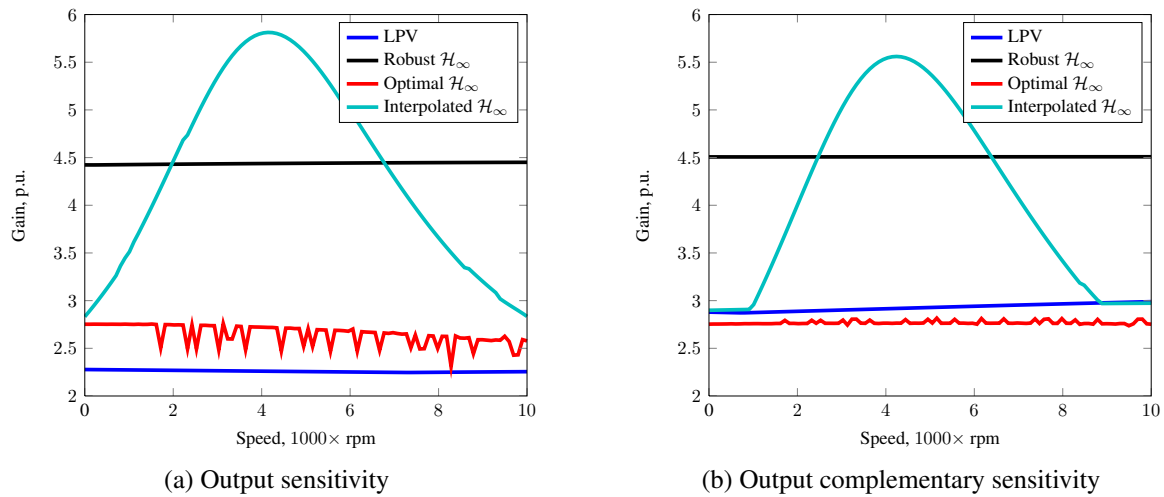 6
5.5
5
4.5
4
3.5
3
2.5
2
Gain, p.u.
0
2
4
6
8
10
Speed, 1000× rpm
LPV
Robust ℋ∞
Optimal ℋ∞
Interpolated ℋ∞
(a) Output sensitivity
6
5.5
5
4.5
4
3.5
3
2.5
2
Gain, p.u.
0
2
4
6
8
10
Speed, 1000× rpm
LPV
Robust ℋ∞
Optimal ℋ∞
Interpolated ℋ∞
(b) Output complementary sensitivity